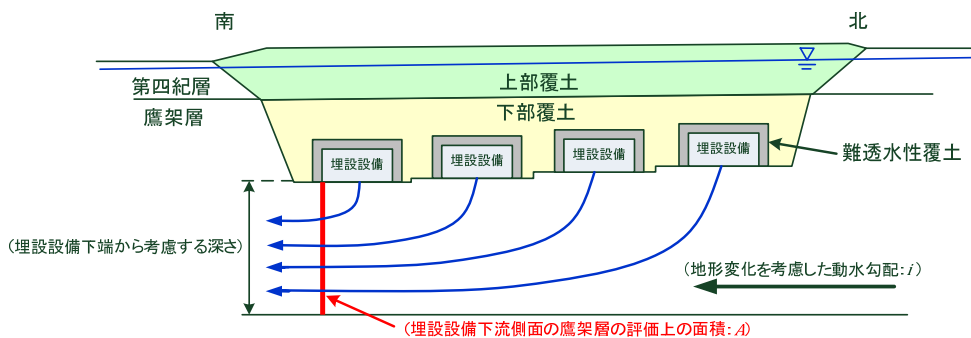 南
北
第四紀層
上部覆土
鷹架層
下部覆土
埋設設備
埋設設備
埋設設備
埋設設備
難透水性覆土
(埋設設備下端から考慮する深さ)
(地形変化を考慮した動水勾配:i)
(埋設設備下流側面の鷹架層の評価上の面積:A)